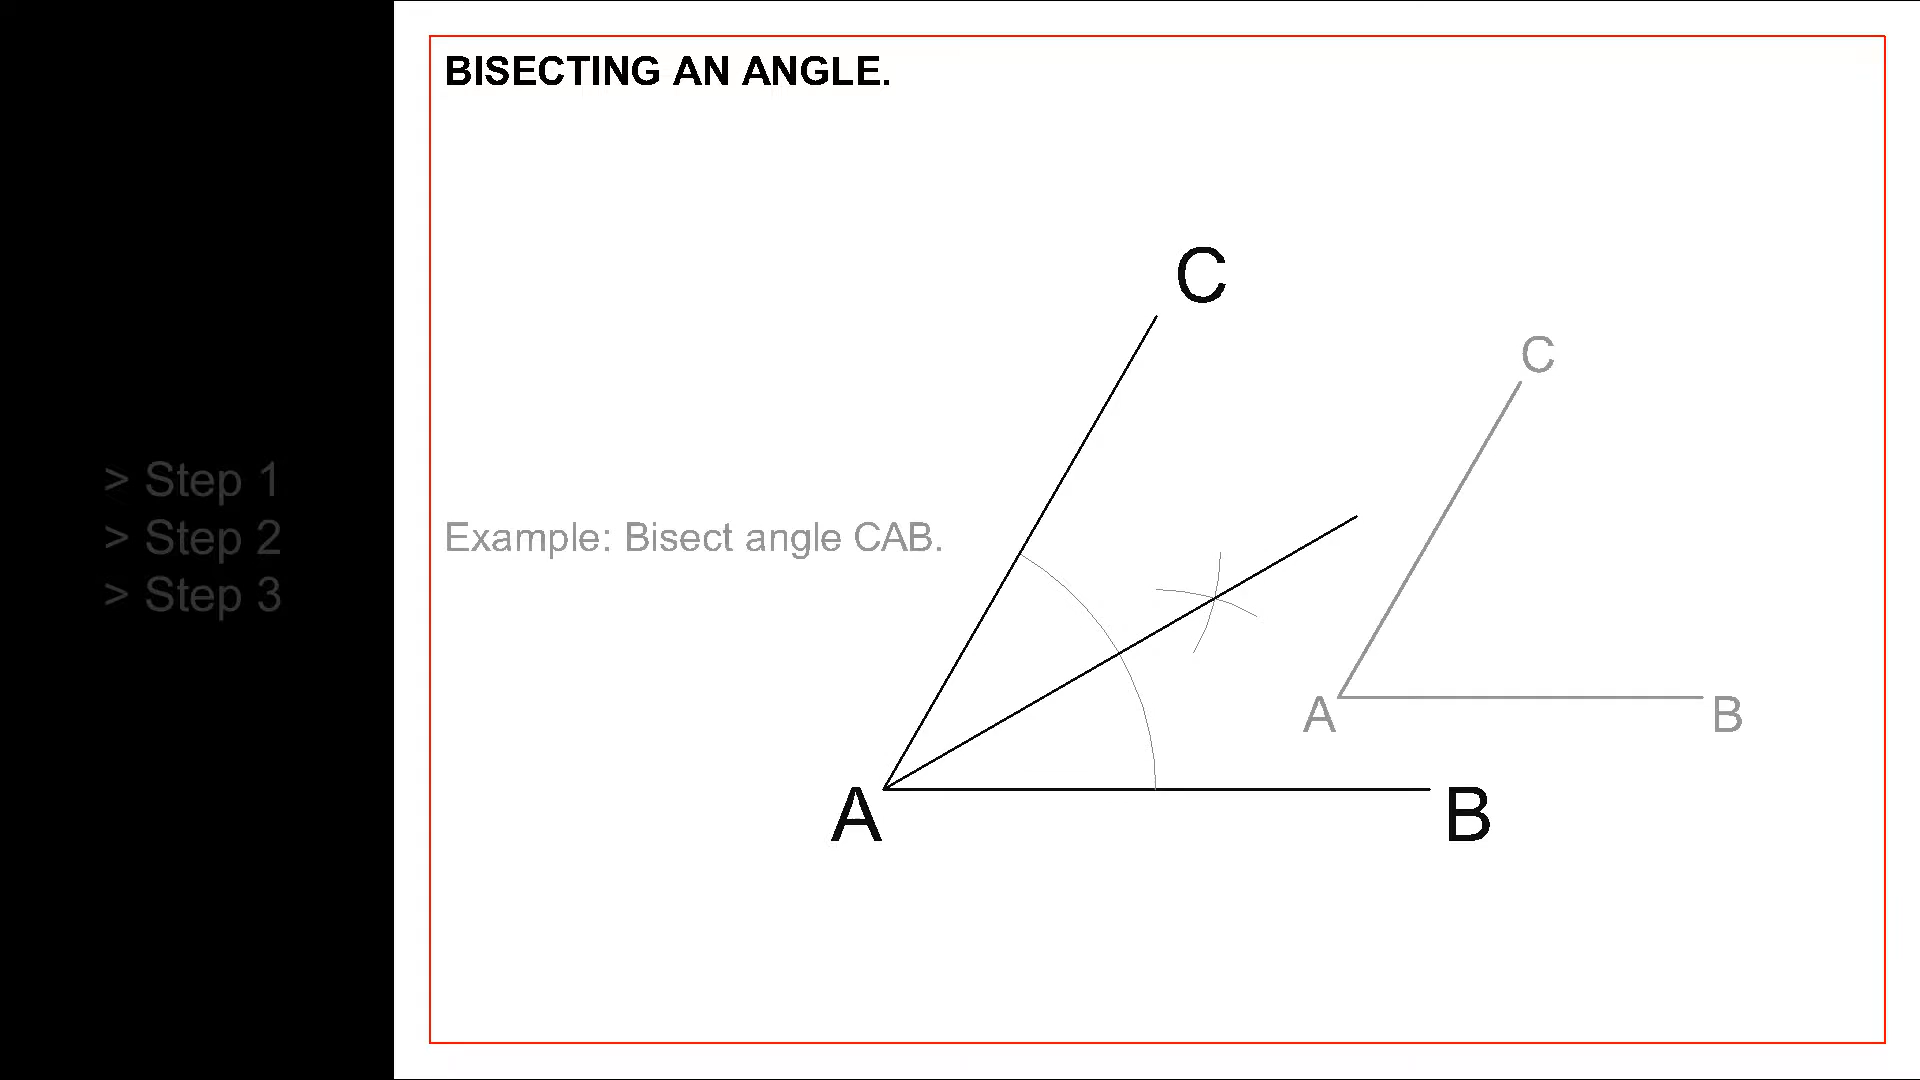 BISECTING AN ANGLE.
C
C
> Step 1
Example: Bisect angle CAB.
> Step 2
> Step 3
A
B
A
B